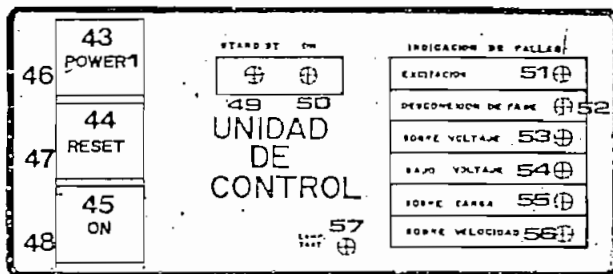 43
POWER1
46
44
RESET
47
45
ON
48
STAND BY ON
49 50
UNIDAD
DE
CONTROL
57
LAMP
TEST
INDICACION DE FALLAS
EXCITACION 51
DESCONEXION DE FASE 52
SOBRE VOLTAJE 53
BAJO VOLTAJE 54
SOBRE CARGA 55
SOBRE VELOCIDAD 56